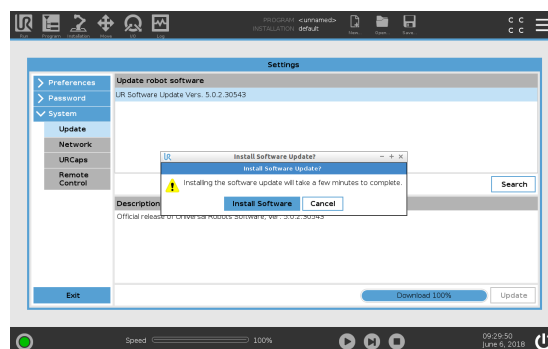 UR
PROGRAM <unnamed>
INSTALLATION default
Run Program Installation Move I/O Log New... Open... Save...
C C
C C
Settings
Preferences
Password
System
Update
Network
URCaps
Remote
Control
Exit
Update robot software
UR Software Update Vers. 5.0.2.30543
Install Software Update?
Install Software Update?
Installing the software update will take a few minutes to complete.
Install Software Cancel
Search
Description
Official release of Universal Robots Software, ver. 5.0.2.30543
Download 100% Update
Speed 100%
09:29:50
June 6, 2018